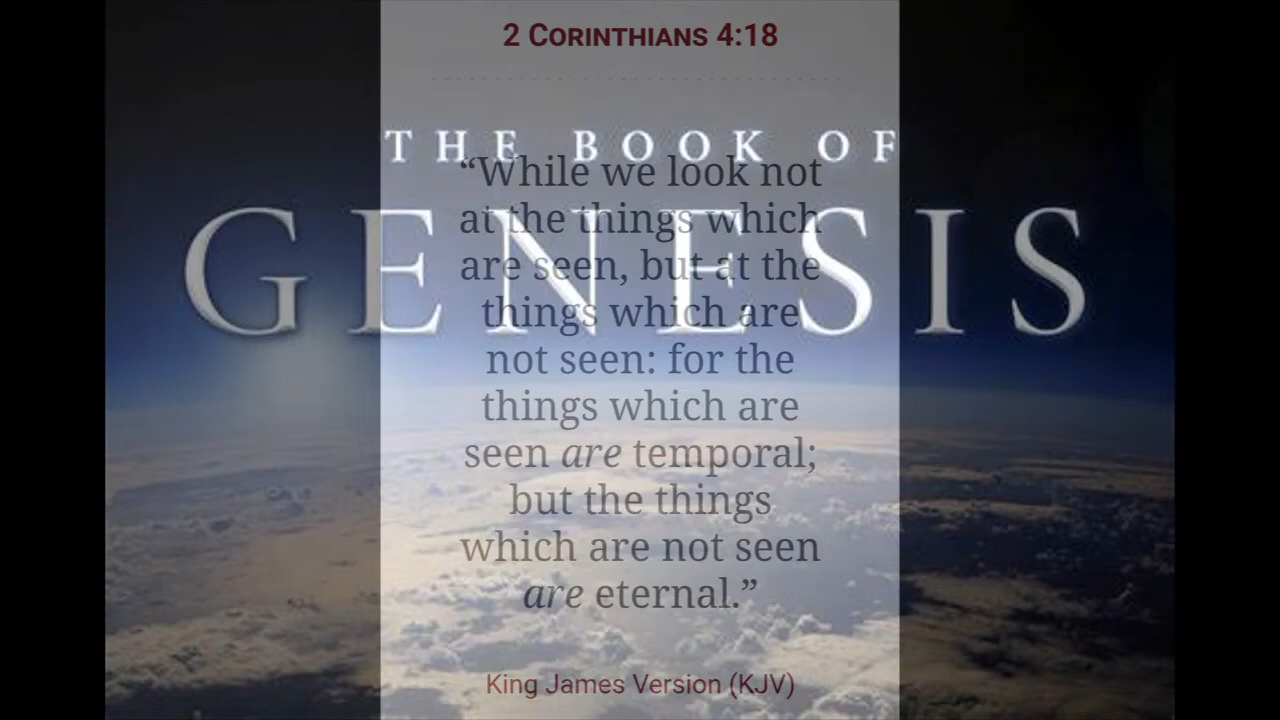 2 CORINTHIANS 4:18
THE BOOK OF
GENESIS
“While we look not
at the things which
are seen, but at the
things which are
not seen: for the
things which are
seen are temporal;
but the things
which are not seen
are eternal.”
King James Version (KJV)